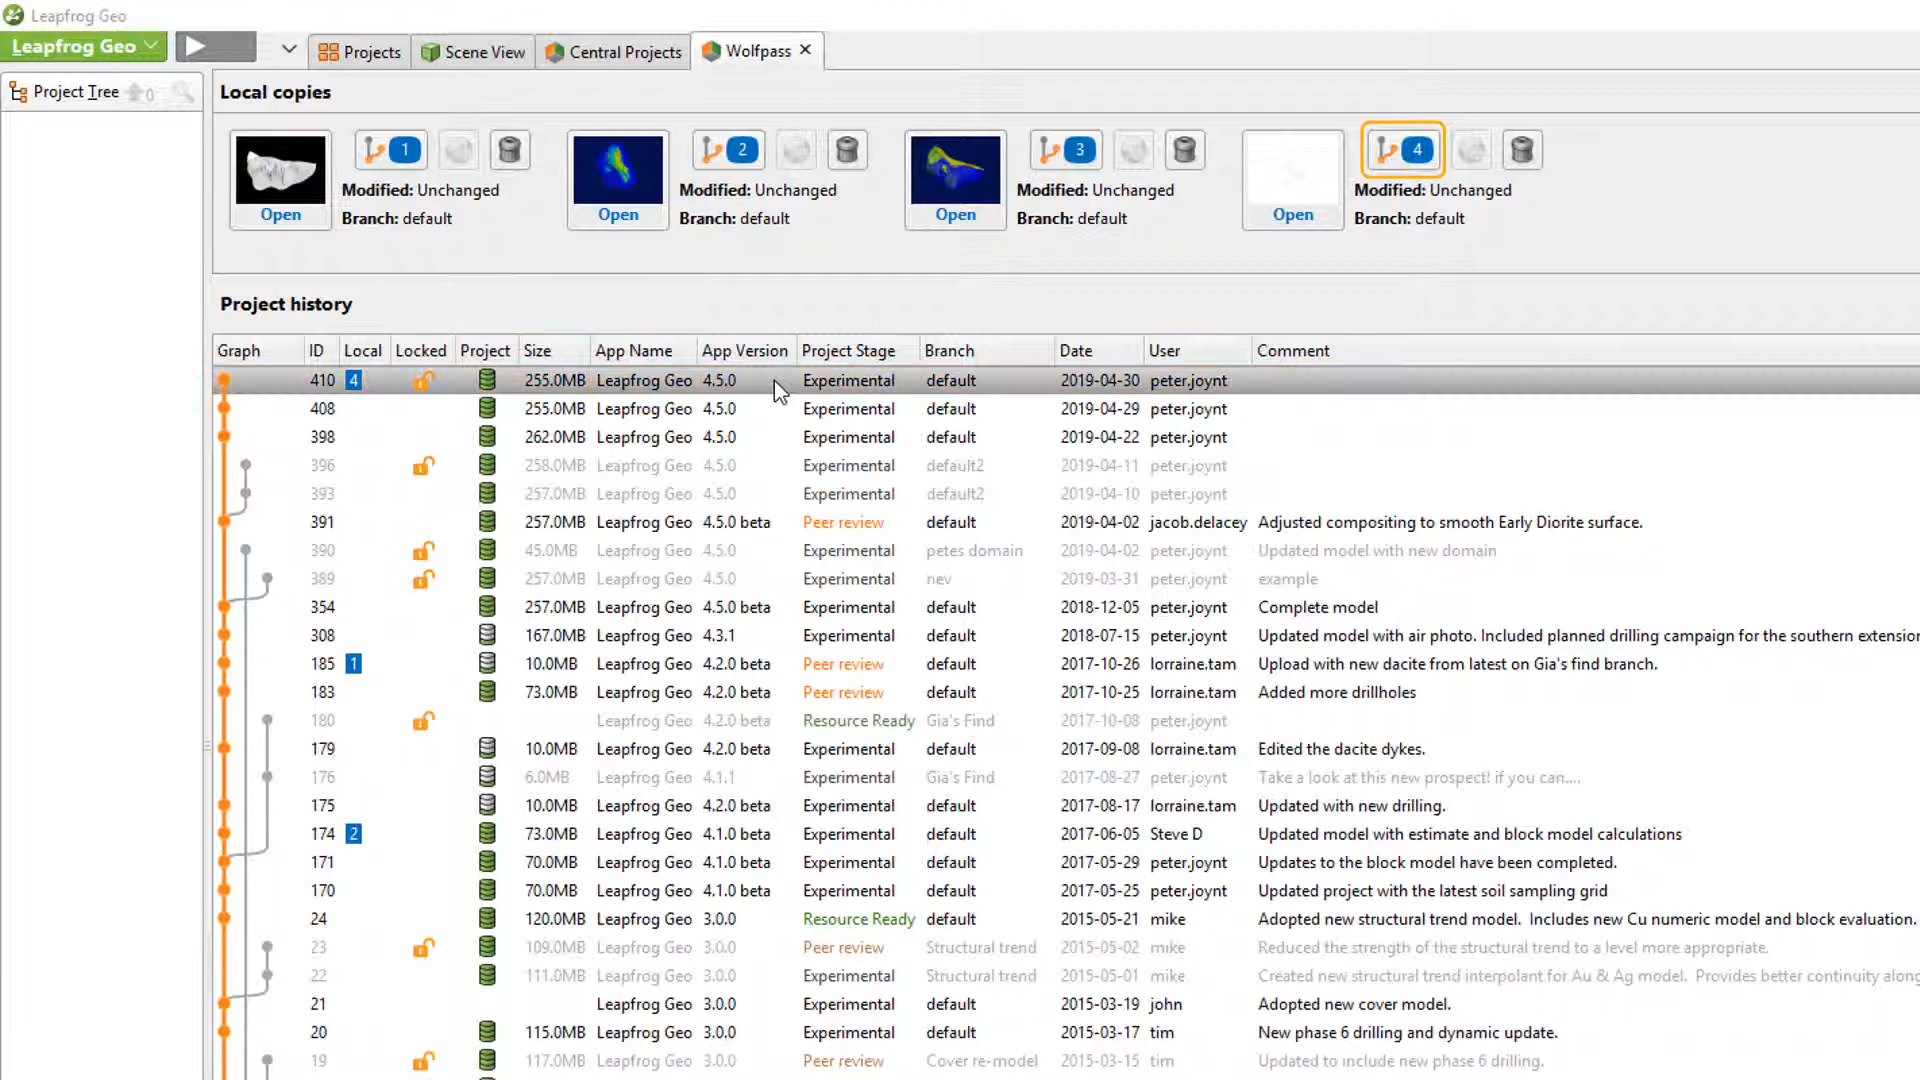 Leapfrog Geo
Leapfrog Geo
Projects
Scene View
Central Projects
Wolfpass
Project Tree
0
Local copies
1
2
3
4
Modified: Unchanged
Modified: Unchanged
Modified: Unchanged
Modified: Unchanged
Open
Branch: default
Open
Branch: default
Open
Branch: default
Open
Branch: default
Project history
Graph ID Local Locked Project Size App Name App Version Project Stage Branch Date User Comment
410 4 255.0MB Leapfrog Geo 4.5.0 Experimental default 2019-04-30 peter.joynt
408 255.0MB Leapfrog Geo 4.5.0 Experimental default 2019-04-29 peter.joynt
398 262.0MB Leapfrog Geo 4.5.0 Experimental default 2019-04-22 peter.joynt
396 258.0MB Leapfrog Geo 4.5.0 Experimental default2 2019-04-11 peter.joynt
393 257.0MB Leapfrog Geo 4.5.0 Experimental default2 2019-04-10 peter.joynt
391 257.0MB Leapfrog Geo 4.5.0 beta Peer review default 2019-04-02 jacob.delacey Adjusted compositing to smooth Early Diorite surface.
390 45.0MB Leapfrog Geo 4.5.0 Experimental petes domain 2019-04-02 peter.joynt Updated model with new domain
389 257.0MB Leapfrog Geo 4.5.0 Experimental nev 2019-03-31 peter.joynt example
354 257.0MB Leapfrog Geo 4.5.0 beta Experimental default 2018-12-05 peter.joynt Complete model
308 167.0MB Leapfrog Geo 4.3.1 Experimental default 2018-07-15 peter.joynt Updated model with air photo. Included planned drilling campaign for the southern extension
185 1 10.0MB Leapfrog Geo 4.2.0 beta Peer review default 2017-10-26 lorraine.tam Upload with new dacite from latest on Gia's find branch.
183 73.0MB Leapfrog Geo 4.2.0 beta Peer review default 2017-10-25 lorraine.tam Added more drillholes
180 Leapfrog Geo 4.2.0 beta Resource Ready Gia's Find 2017-10-08 peter.joynt
179 10.0MB Leapfrog Geo 4.2.0 beta Experimental default 2017-09-08 lorraine.tam Edited the dacite dykes.
176 6.0MB Leapfrog Geo 4.1.1 Experimental Gia's Find 2017-08-27 peter.joynt Take a look at this new prospect! if you can....
175 10.0MB Leapfrog Geo 4.2.0 beta Experimental default 2017-08-17 lorraine.tam Updated with new drilling.
174 2 73.0MB Leapfrog Geo 4.1.0 beta Experimental default 2017-06-05 Steve D Updated model with estimate and block model calculations
171 70.0MB Leapfrog Geo 4.1.0 beta Experimental default 2017-05-29 peter.joynt Updates to the block model have been completed.
170 70.0MB Leapfrog Geo 4.1.0 beta Experimental default 2017-05-25 peter.joynt Updated project with the latest soil sampling grid
24 120.0MB Leapfrog Geo 3.0.0 Resource Ready default 2015-05-21 mike Adopted new structural trend model. Includes new Cu numeric model and block evaluation.
23 109.0MB Leapfrog Geo 3.0.0 Peer review Structural trend 2015-05-02 mike Reduced the strength of the structural trend to a level more appropriate.
22 111.0MB Leapfrog Geo 3.0.0 Experimental Structural trend 2015-05-01 mike Created new structural trend interpolant for Au & Ag model. Provides better continuity along
21 Leapfrog Geo 3.0.0 Experimental default 2015-03-19 john Adopted new cover model.
20 115.0MB Leapfrog Geo 3.0.0 Experimental default 2015-03-17 tim New phase 6 drilling and dynamic update.
19 117.0MB Leapfrog Geo 3.0.0 Peer review Cover re-model 2015-03-15 tim Updated to include new phase 6 drilling.